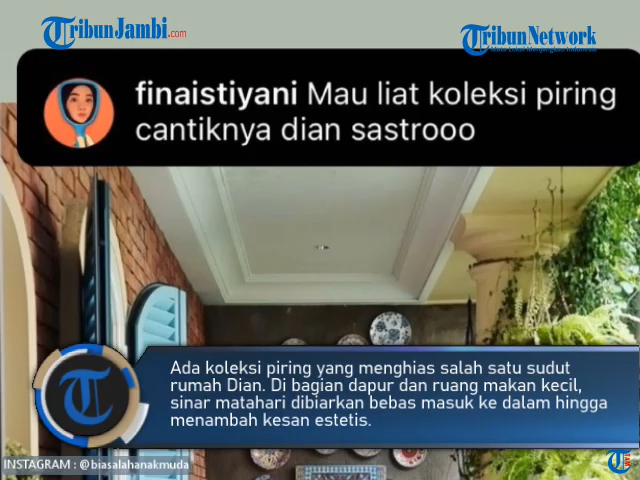 TribunJambi.com
TribunNetwork
finaistiyani Mau liat koleksi piring
cantiknya dian sastrooo
Ada koleksi piring yang menghias salah satu sudut
rumah Dian. Di bagian dapur dan ruang makan kecil,
sinar matahari dibiarkan bebas masuk ke dalam hingga
menambah kesan estetis.
INSTAGRAM : @biasalahanakmuda